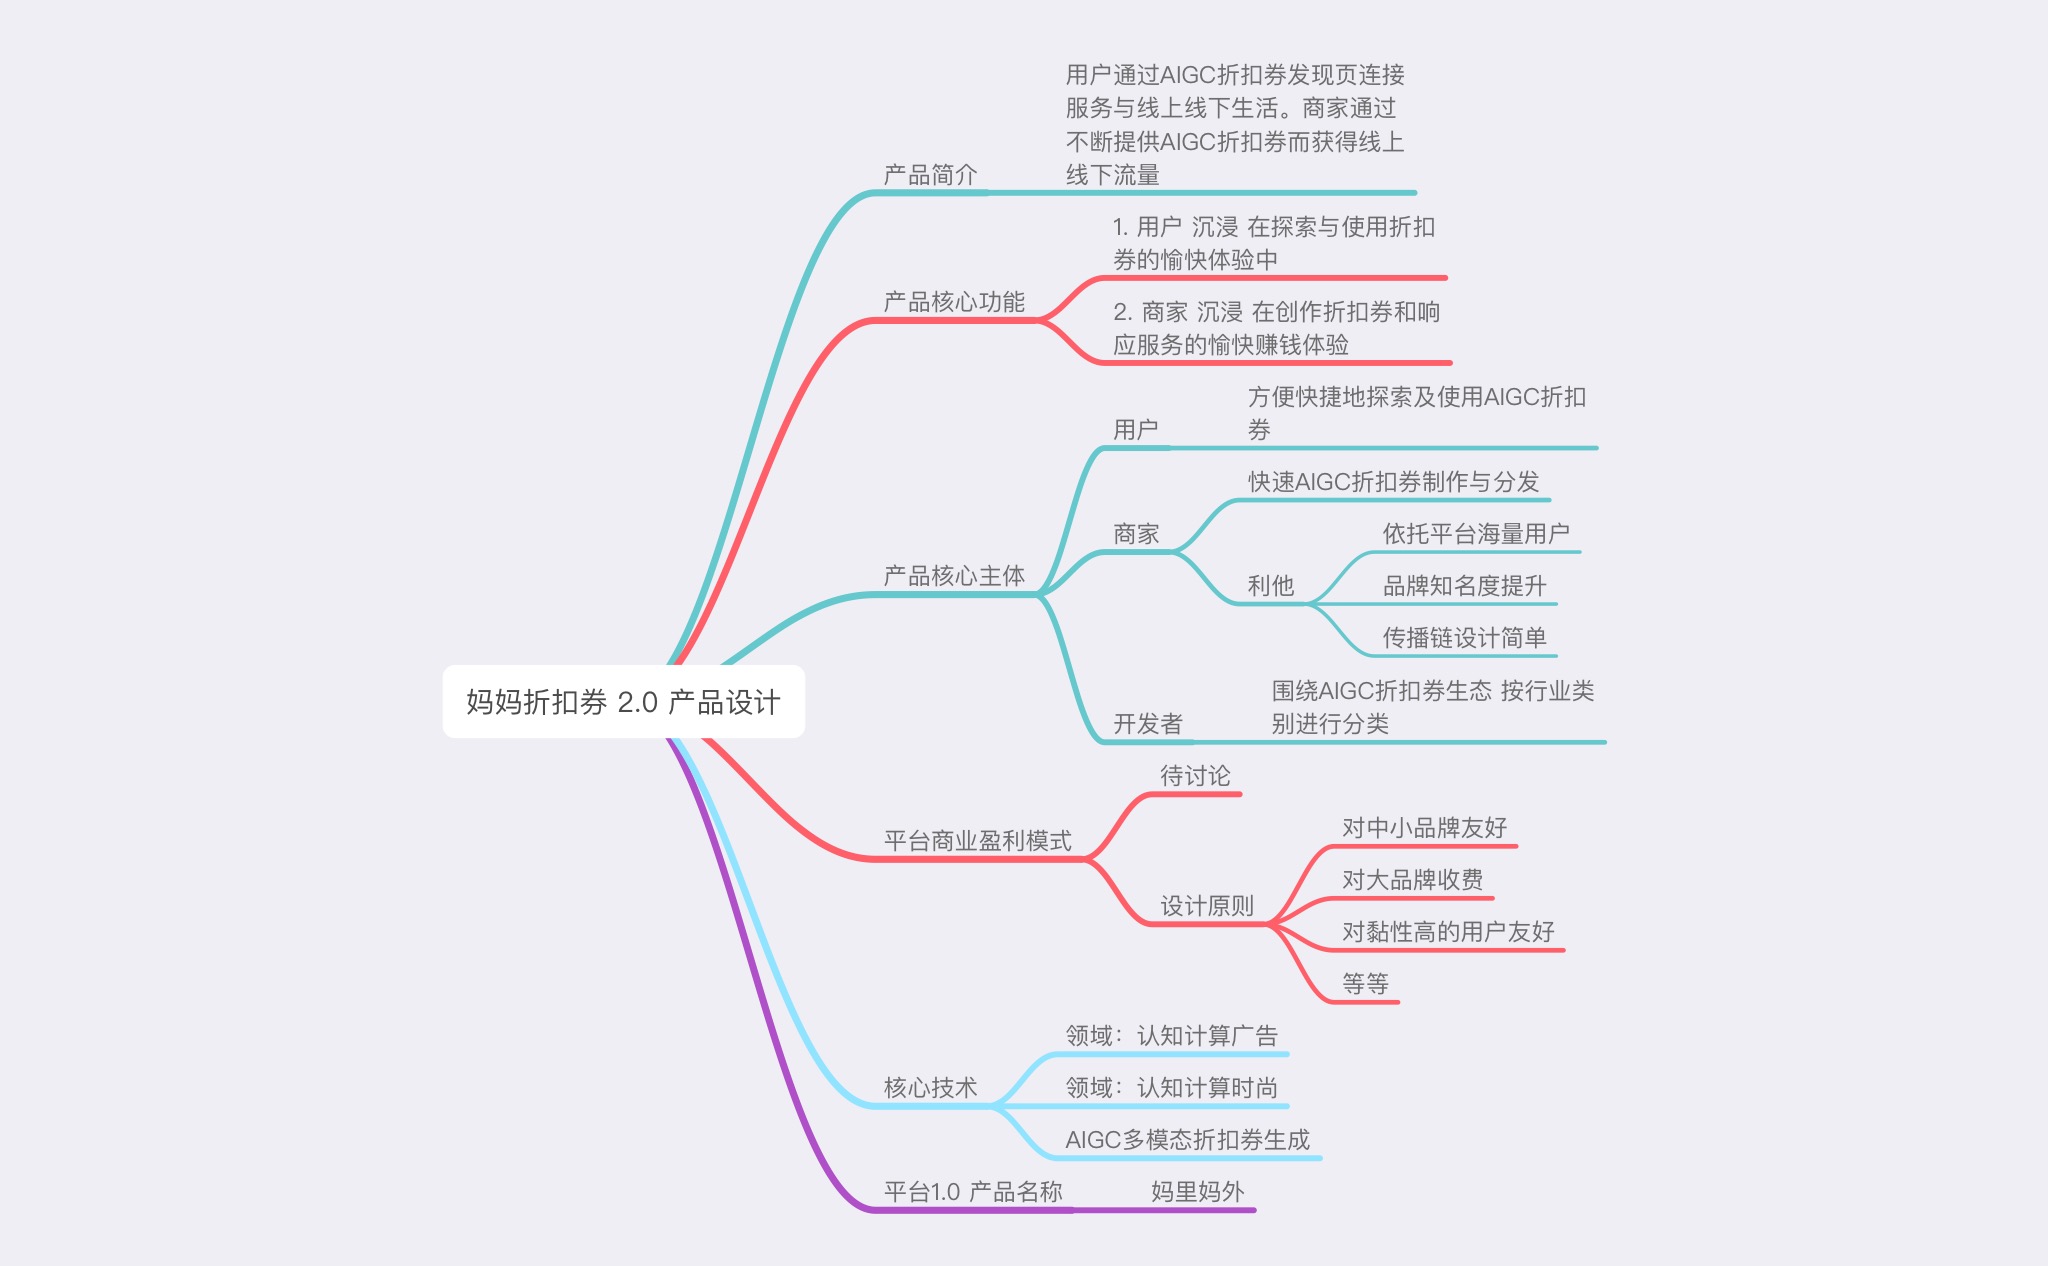 妈妈折扣券 2.0 产品设计
产品简介
用户通过AIGC折扣券发现页连接
服务与线上线下生活。商家通过
不断提供AIGC折扣券而获得线上
线下流量
产品核心功能
1. 用户 沉浸 在探索与使用折扣
券的愉快体验中
2. 商家 沉浸 在创作折扣券和响
应服务的愉快赚钱体验
产品核心主体
用户
方便快捷地探索及使用AIGC折扣
券
商家
快速AIGC折扣券制作与分发
利他
依托平台海量用户
品牌知名度提升
传播链设计简单
开发者
围绕AIGC折扣券生态 按行业类
别进行分类
平台商业盈利模式
待讨论
设计原则
对中小品牌友好
对大品牌收费
对黏性高的用户友好
等等
核心技术
领域：认知计算广告
领域：认知计算时尚
AIGC多模态折扣券生成
平台1.0 产品名称
妈里妈外